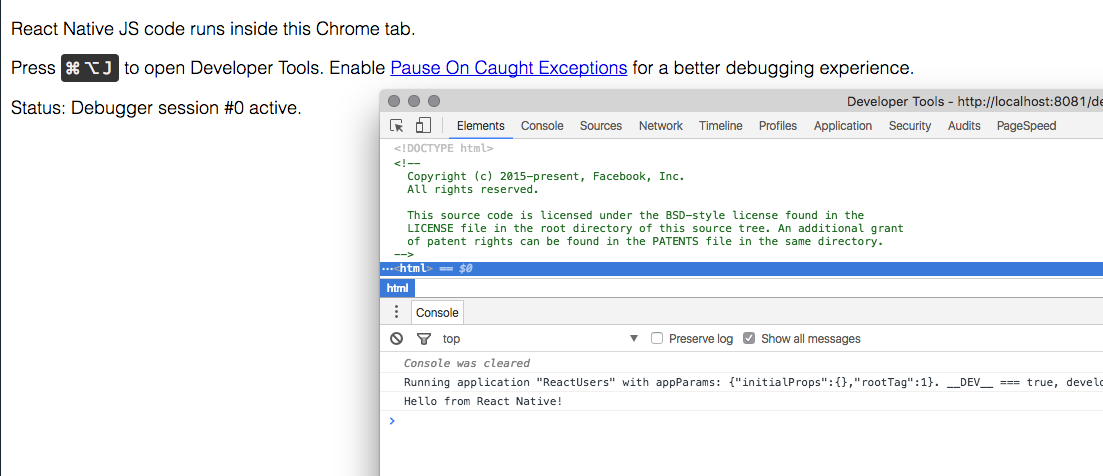 React Native JS code runs inside this Chrome tab.
Press ⌘⌥J to open Developer Tools. Enable Pause On Caught Exceptions for a better debugging experience.
Status: Debugger session #0 active.
Developer Tools - http://localhost:8081/de
Elements Console Sources Network Timeline Profiles Application Security Audits PageSpeed
<!DOCTYPE html>
<!--
Copyright (c) 2015-present, Facebook, Inc.
All rights reserved.
This source code is licensed under the BSD-style license found in the
LICENSE file in the root directory of this source tree. An additional grant
of patent rights can be found in the PATENTS file in the same directory.
-->
…<html> == $0
html
Console
top Preserve log Show all messages
Console was cleared
Running application "ReactUsers" with appParams: {"initialProps":{},"rootTag":1}. __DEV__ === true, develo
Hello from React Native!
>